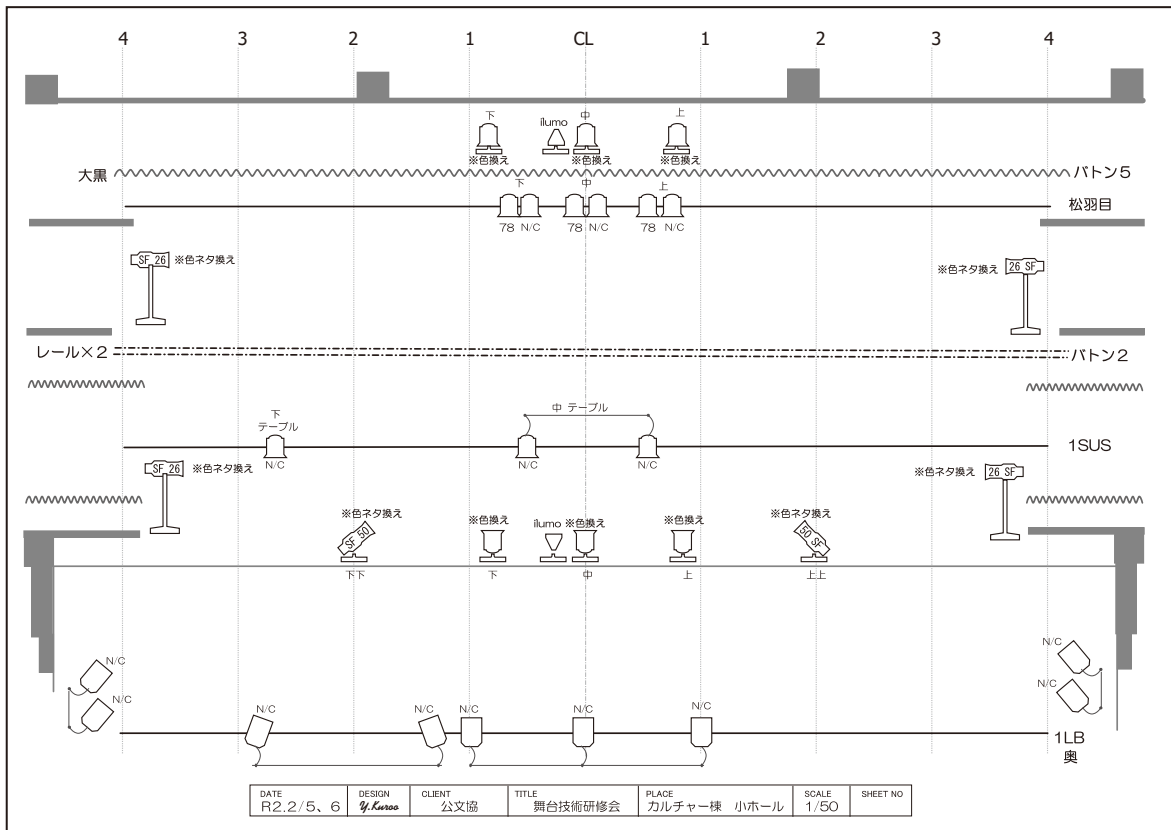 4 3 2 1 CL 1 2 3 4
下 ilumo 中 上
※色換え ※色換え ※色換え
大黒 バトン5
下 中 上
松羽目
78 N/C 78 N/C 78 N/C
SF 26 ※色ネタ換え ※色ネタ換え 26 SF
レール×2 バトン2
下 中 テーブル
テーブル
1SUS
N/C N/C N/C
SF 26 ※色ネタ換え ※色ネタ換え 26 SF
※色ネタ換え ※色換え ilumo ※色換え ※色換え ※色ネタ換え
SF 50 50 SF
下下 下 中 上 上上
N/C N/C
N/C N/C
N/C N/C N/C N/C
1LB
奥
DATE DESIGN CLIENT TITLE PLACE SCALE SHEET NO
R2.2/5、6 Y.Kuroo 公文協 舞台技術研修会 カルチャー棟 小ホール 1/50